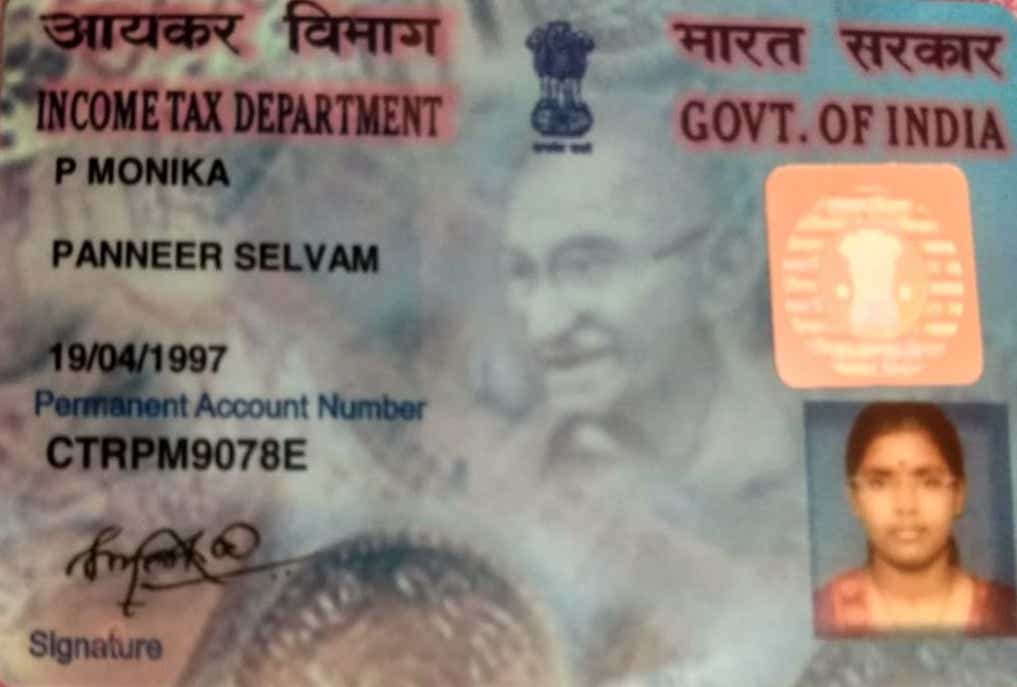 आयकर विभाग
भारत सरकार
INCOME TAX DEPARTMENT
GOVT. OF INDIA
P MONIKA
PANNEER SELVAM
19/04/1997
Permanent Account Number
CTRPM9078E
Signature